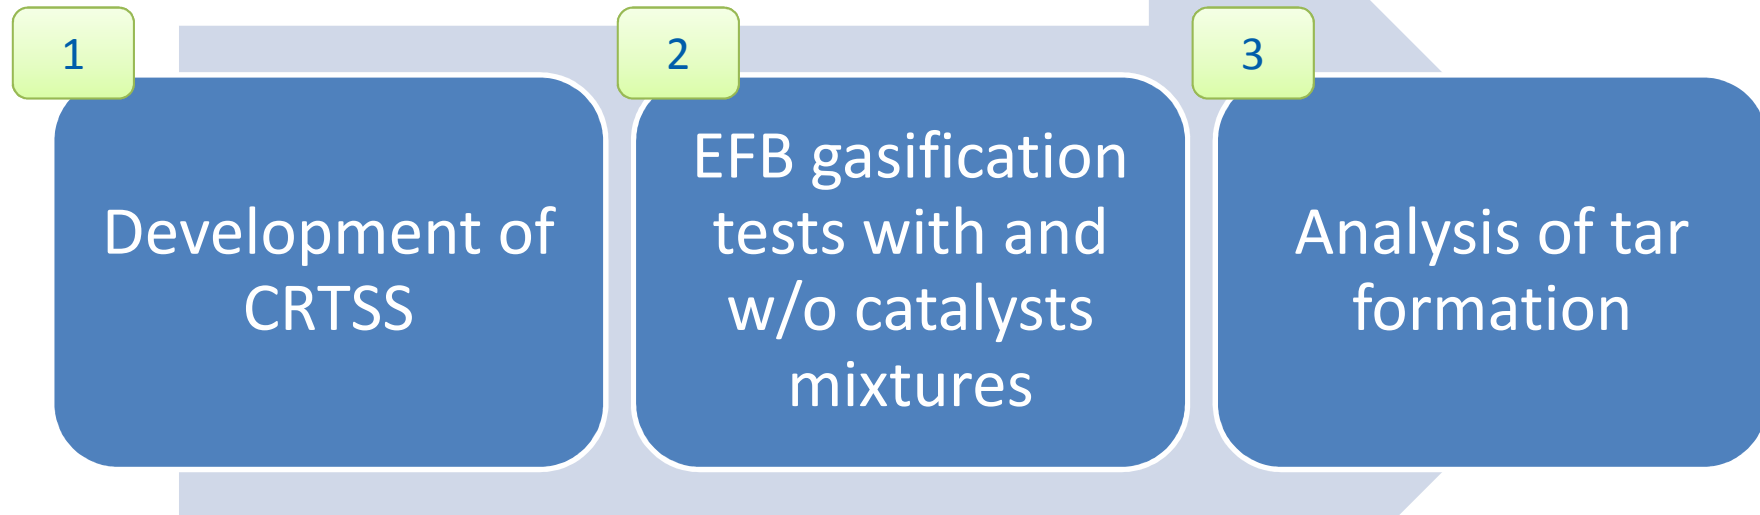 1
Development of
CRTSS
2
EFB gasification
tests with and
w/o catalysts
mixtures
3
Analysis of tar
formation